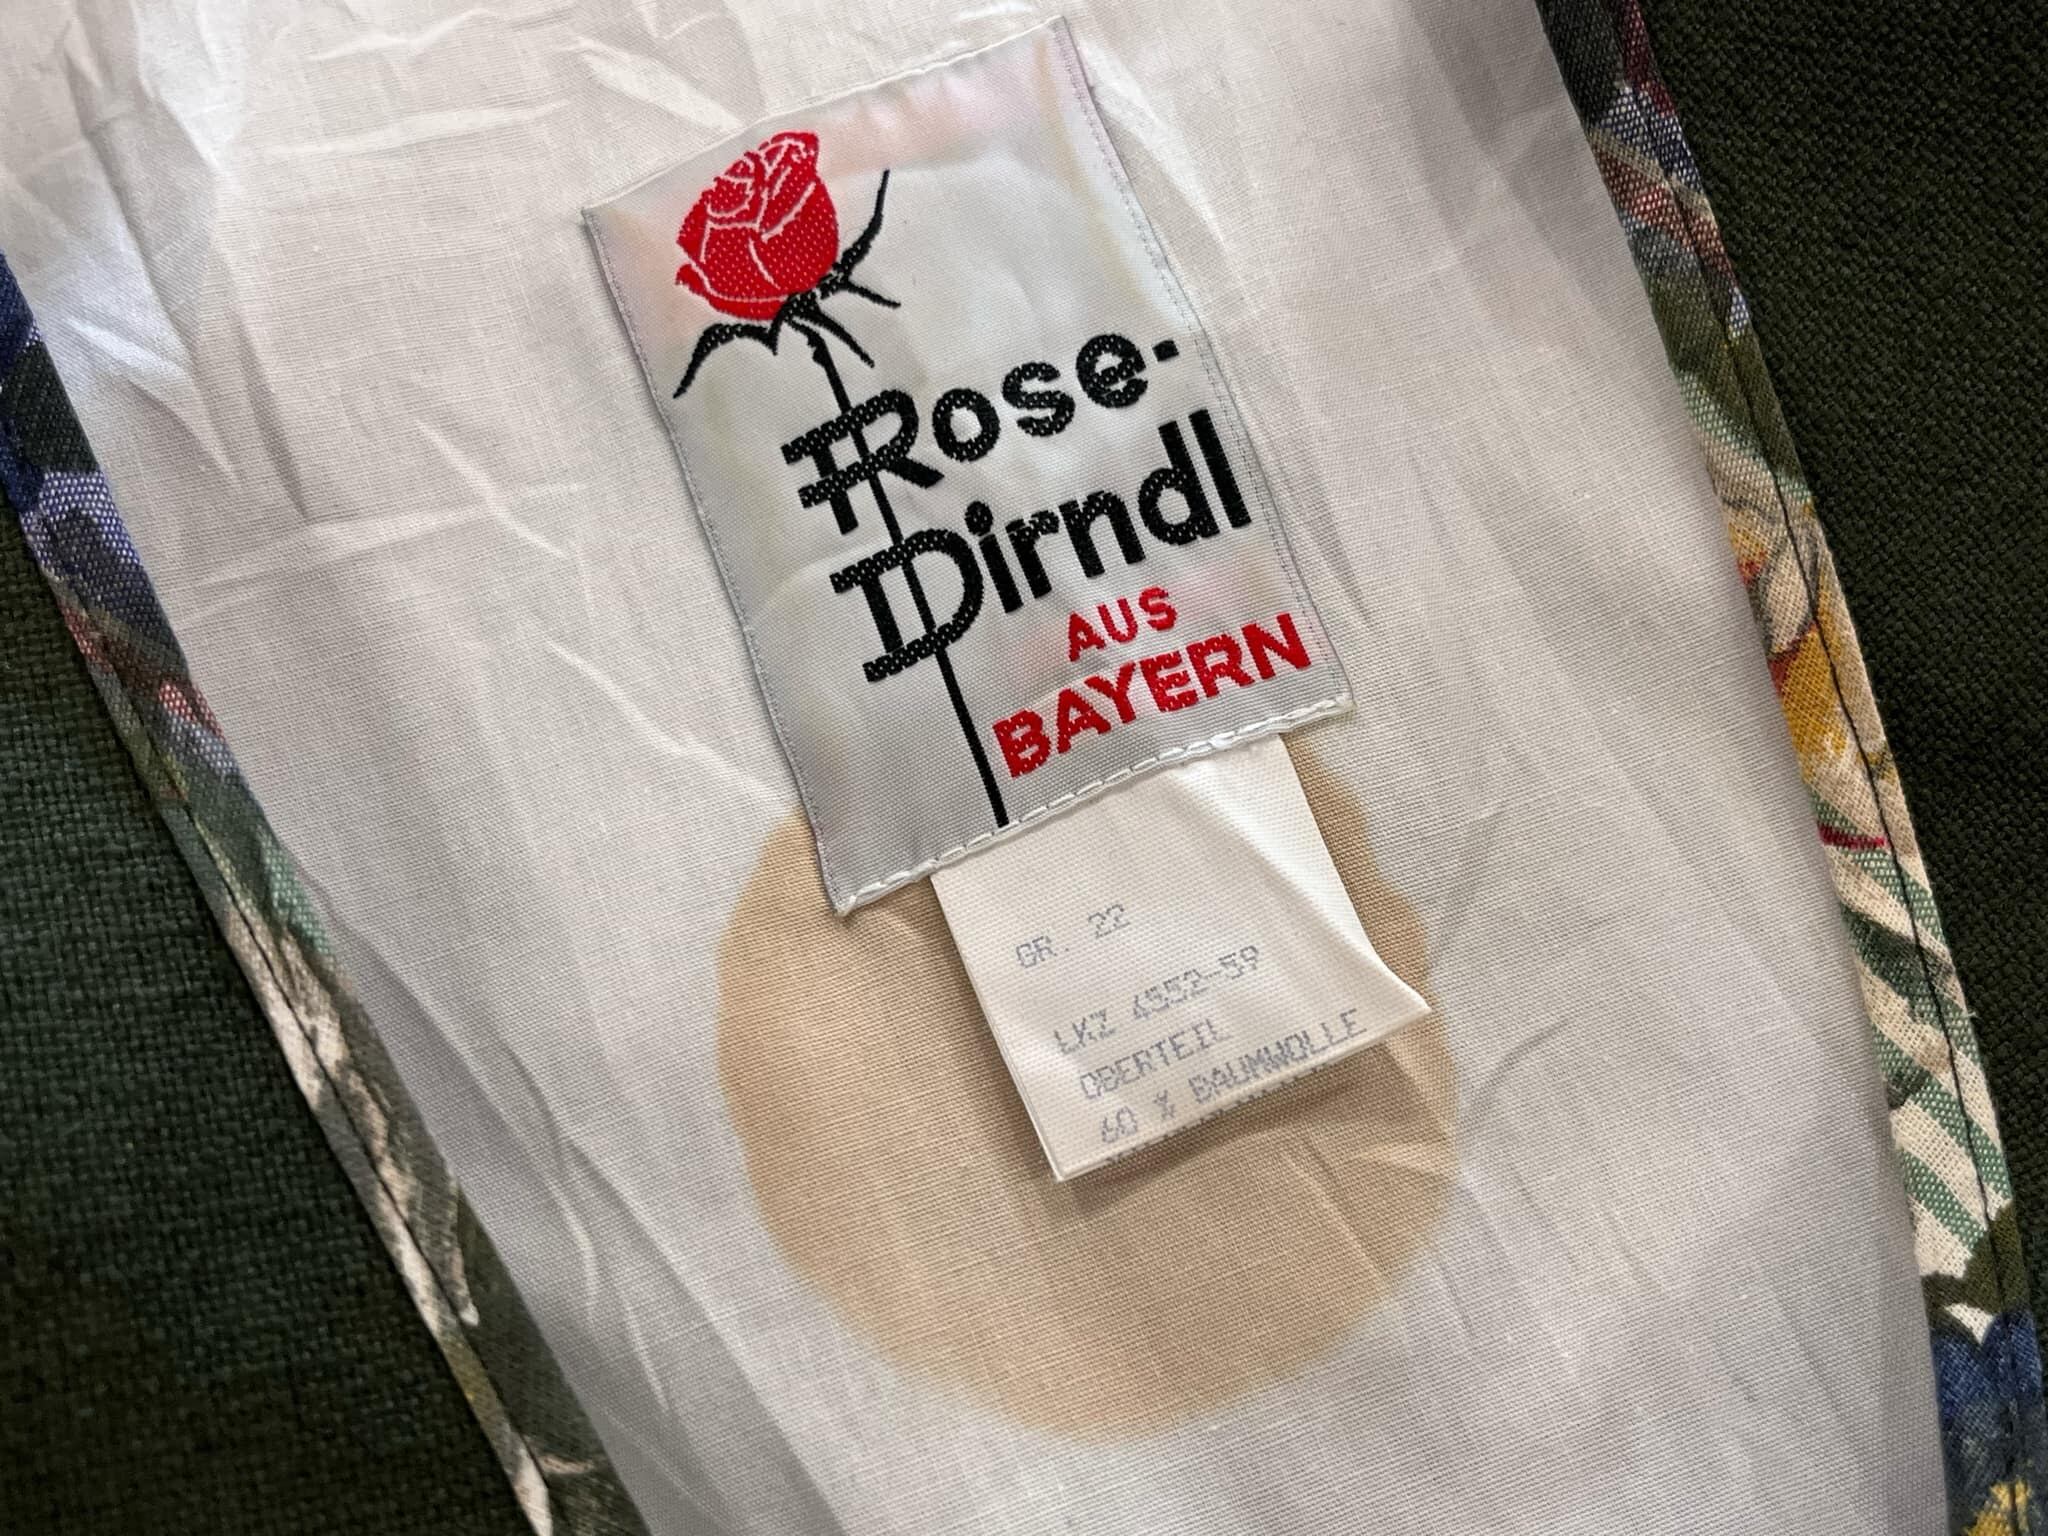 Rose-
Dirndl
AUS
BAYERN
GR. 22
LKZ 4552-59
OBERTEIL
60 % BAUMWOLLE